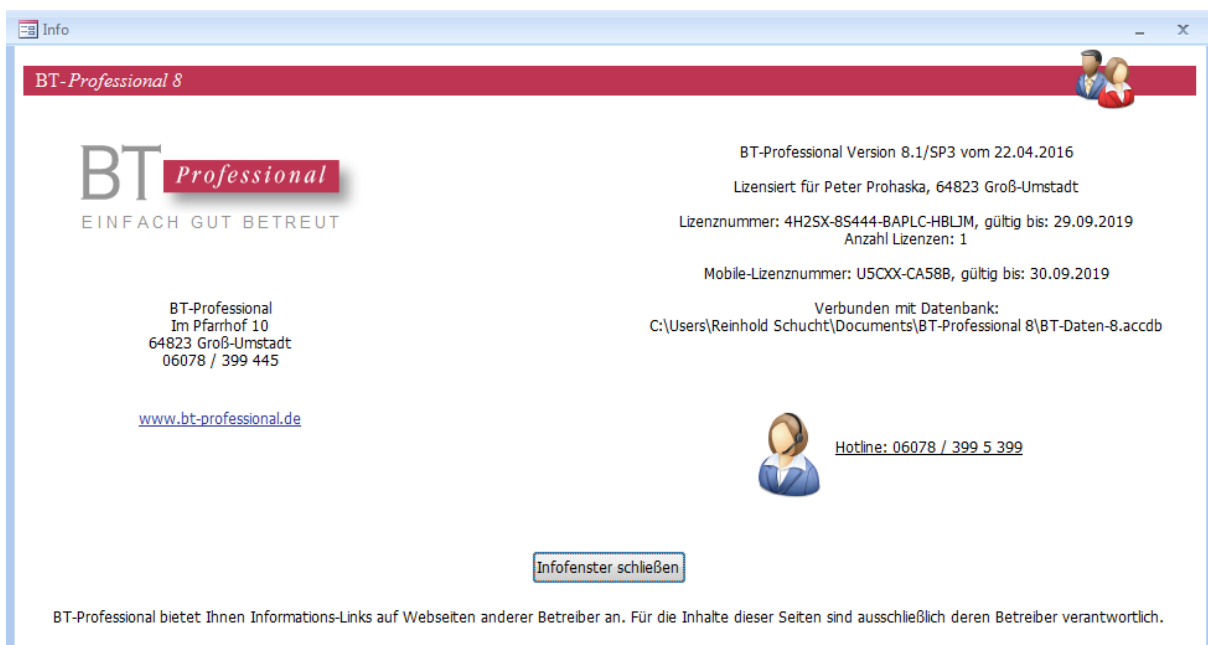 Info
BT-Professional 8
BT Professional
EINFACH GUT BETREUT
BT-Professional
Im Pfarrhof 10
64823 Groß-Umstadt
06078 / 399 445
www.bt-professional.de
BT-Professional Version 8.1/SP3 vom 22.04.2016
Lizensiert für Peter Prohaska, 64823 Groß-Umstadt
Lizenznummer: 4H2SX-8S444-BAPLC-HBLJM, gültig bis: 29.09.2019
Anzahl Lizenzen: 1
Mobile-Lizenznummer: U5CXX-CA58B, gültig bis: 30.09.2019
Verbunden mit Datenbank:
C:\Users\Reinhold Schucht\Documents\BT-Professional 8\BT-Daten-8.accdb
Hotline: 06078 / 399 5 399
Infofenster schließen
BT-Professional bietet Ihnen Informations-Links auf Webseiten anderer Betreiber an. Für die Inhalte dieser Seiten sind ausschließlich deren Betreiber verantwortlich.